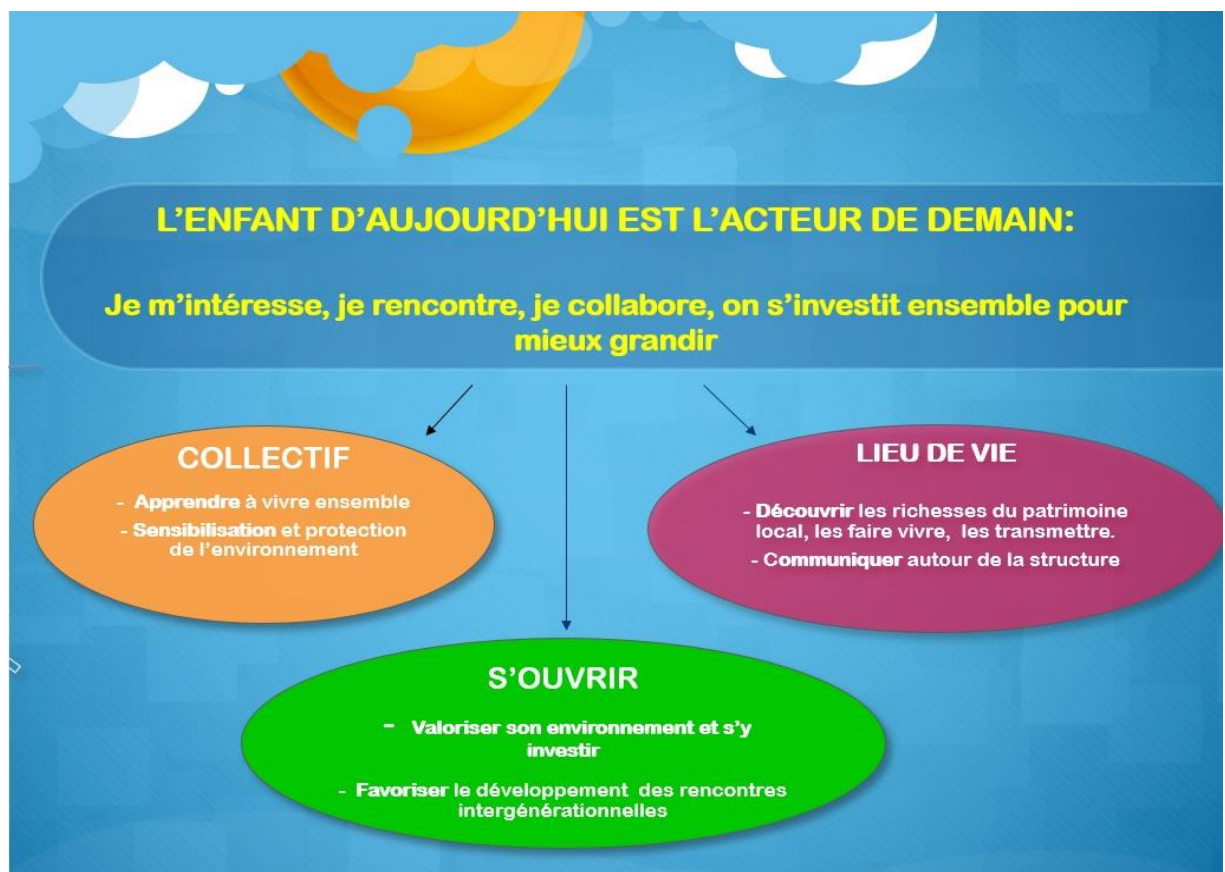 L'ENFANT D'AUJOURD'HUI EST L'ACTEUR DE DEMAIN:
Je m'intéresse, je rencontre, je collabore, on s'investit ensemble pour
mieux grandir
COLLECTIF
- Apprendre à vivre ensemble
- Sensibilisation et protection
de l'environnement
LIEU DE VIE
- Découvrir les richesses du patrimoine
local, les faire vivre, les transmettre.
- Communiquer autour de la structure
S'OUVRIR
- Valoriser son environnement et s'y
investir
- Favoriser le développement des rencontres
intergénérationnelles